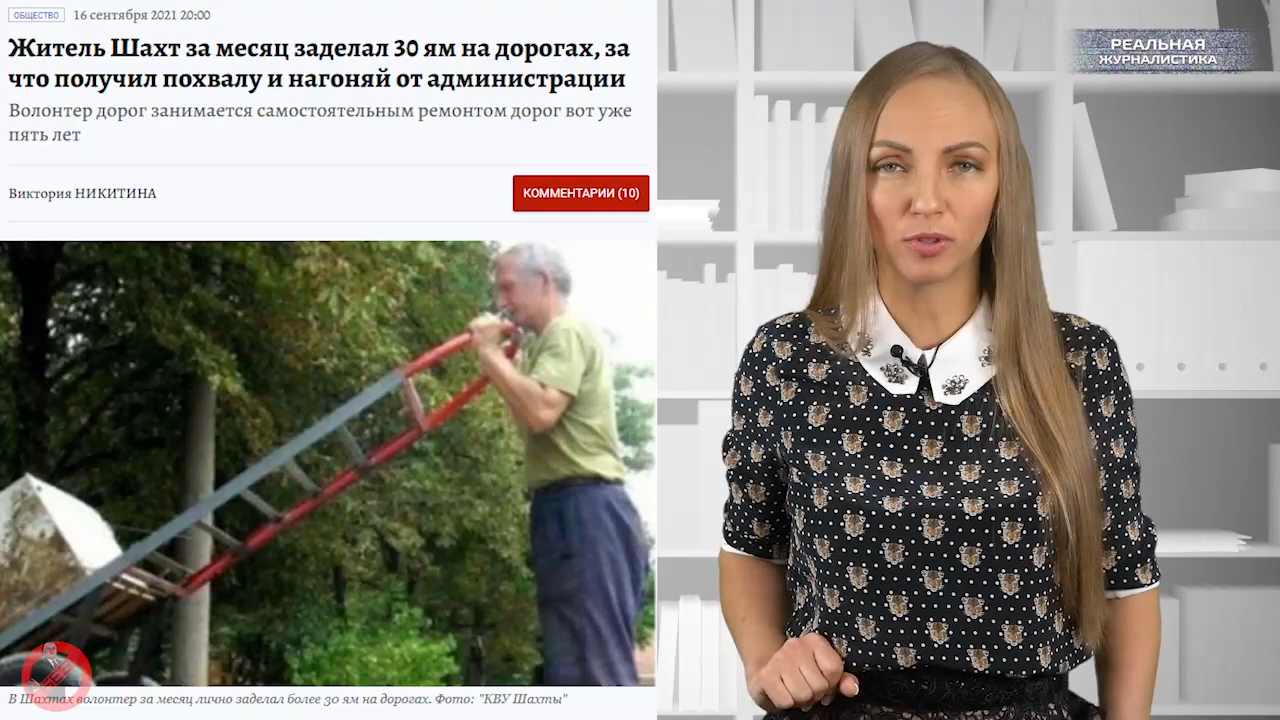 ОБЩЕСТВО 16 сентября 2021 20:00
Житель Шахт за месяц заделал 30 ям на дорогах, за
что получил похвалу и нагоняй от администрации
Волонтер дорог занимается самостоятельным ремонтом дорог вот уже
пять лет
Виктория НИКИТИНА
КОММЕНТАРИИ (10)
В Шахтах волонтер за месяц лично заделал более 30 ям на дорогах. Фото: "КВУ Шахты"
РЕАЛЬНАЯ
ЖУРНАЛИСТИКА